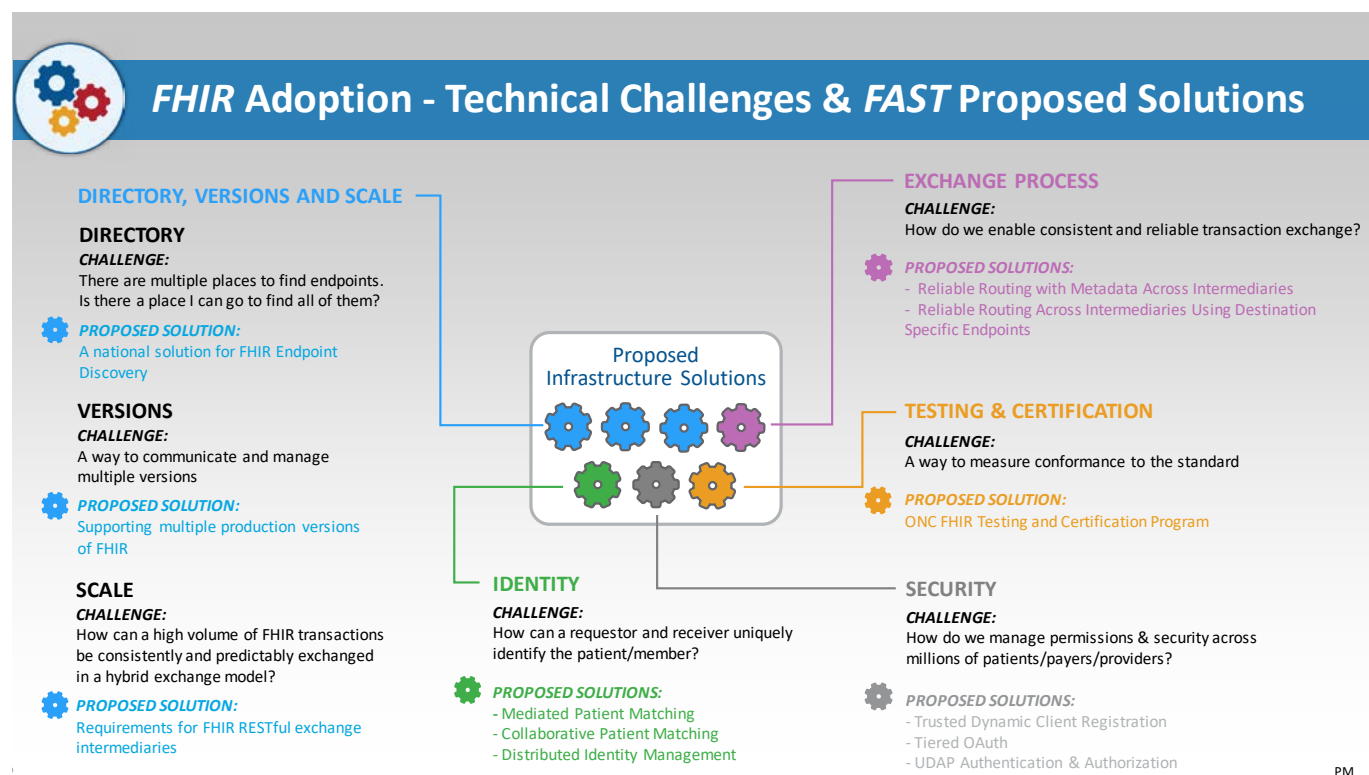 FHIR Adoption - Technical Challenges & FAST Proposed Solutions
DIRECTORY, VERSIONS AND SCALE
DIRECTORY
CHALLENGE:
There are multiple places to find endpoints.
Is there a place I can go to find all of them?
PROPOSED SOLUTION:
A national solution for FHIR Endpoint
Discovery
VERSIONS
CHALLENGE:
A way to communicate and manage
multiple versions
PROPOSED SOLUTION:
Supporting multiple production versions
of FHIR
SCALE
CHALLENGE:
How can a high volume of FHIR transactions
be consistently and predictably exchanged
in a hybrid exchange model?
PROPOSED SOLUTION:
Requirements for FHIR RESTful exchange
intermediaries
Proposed
Infrastructure Solutions
IDENTITY
CHALLENGE:
How can a requestor and receiver uniquely
identify the patient/member?
PROPOSED SOLUTIONS:
- Mediated Patient Matching
- Collaborative Patient Matching
- Distributed Identity Management
EXCHANGE PROCESS
CHALLENGE:
How do we enable consistent and reliable transaction exchange?
PROPOSED SOLUTIONS:
- Reliable Routing with Metadata Across Intermediaries
- Reliable Routing Across Intermediaries Using Destination
Specific Endpoints
TESTING & CERTIFICATION
CHALLENGE:
A way to measure conformance to the standard
PROPOSED SOLUTION:
ONC FHIR Testing and Certification Program
SECURITY
CHALLENGE:
How do we manage permissions & security across
millions of patients/payers/providers?
PROPOSED SOLUTIONS:
- Trusted Dynamic Client Registration
- Tiered OAuth
- UDAP Authentication & Authorization
PM